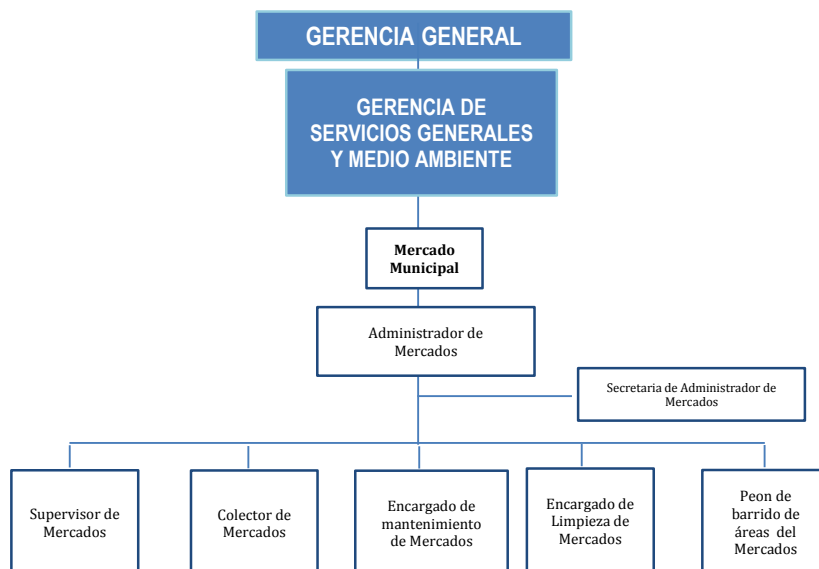 GERENCIA GENERAL
GERENCIA DE
SERVICIOS GENERALES
Y MEDIO AMBIENTE
Mercado
Municipal
Administrador de
Mercados
Secretaria de Administrador de
Mercados
Supervisor de
Mercados
Colector de
Mercados
Encargado de
mantenimiento
de Mercados
Encargado de
Limpieza de
Mercados
Peon de
barrido de
áreas del
Mercados